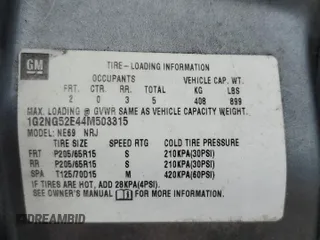 GM
TIRE-LOADING INFORMATION
OCCUPANTS VEHICLE CAP. WT.
FRT. CTR. RR. TOTAL KG LBS
2 0 3 5 408 899
MAX. LOADING @ GVWR SAME AS VEHICLE CAPACITY WEIGHT.
1G2NG52E44M503315
MODEL: NE69 NRJ
TIRE SIZE SPEED RTG COLD TIRE PRESSURE
FRT P205/65R15 S 210KPA(30PSI)
RR P205/65R15 S 210KPA(30PSI)
SPA T125/70D15 M 420KPA(60PSI)
IF TIRES ARE HOT, ADD 28KPA(4PSI)
SEE OWNER'S MANUAL FOR ADDITIONAL INFORMATION
IDREAMBID